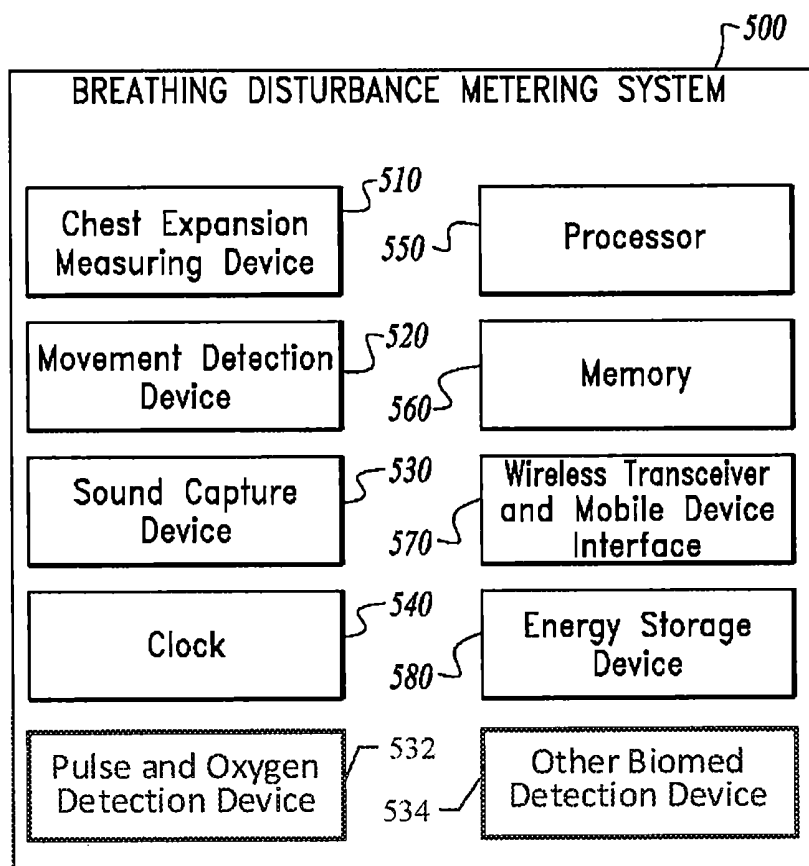 500
BREATHING DISTURBANCE METERING SYSTEM
510
Chest Expansion
Measuring Device
550
Processor
520
Movement Detection
Device
560
Memory
530
Sound Capture
Device
570
Wireless Transceiver
and Mobile Device
Interface
540
Clock
580
Energy Storage
Device
532
Pulse and Oxygen
Detection Device
534
Other Biomed
Detection Device